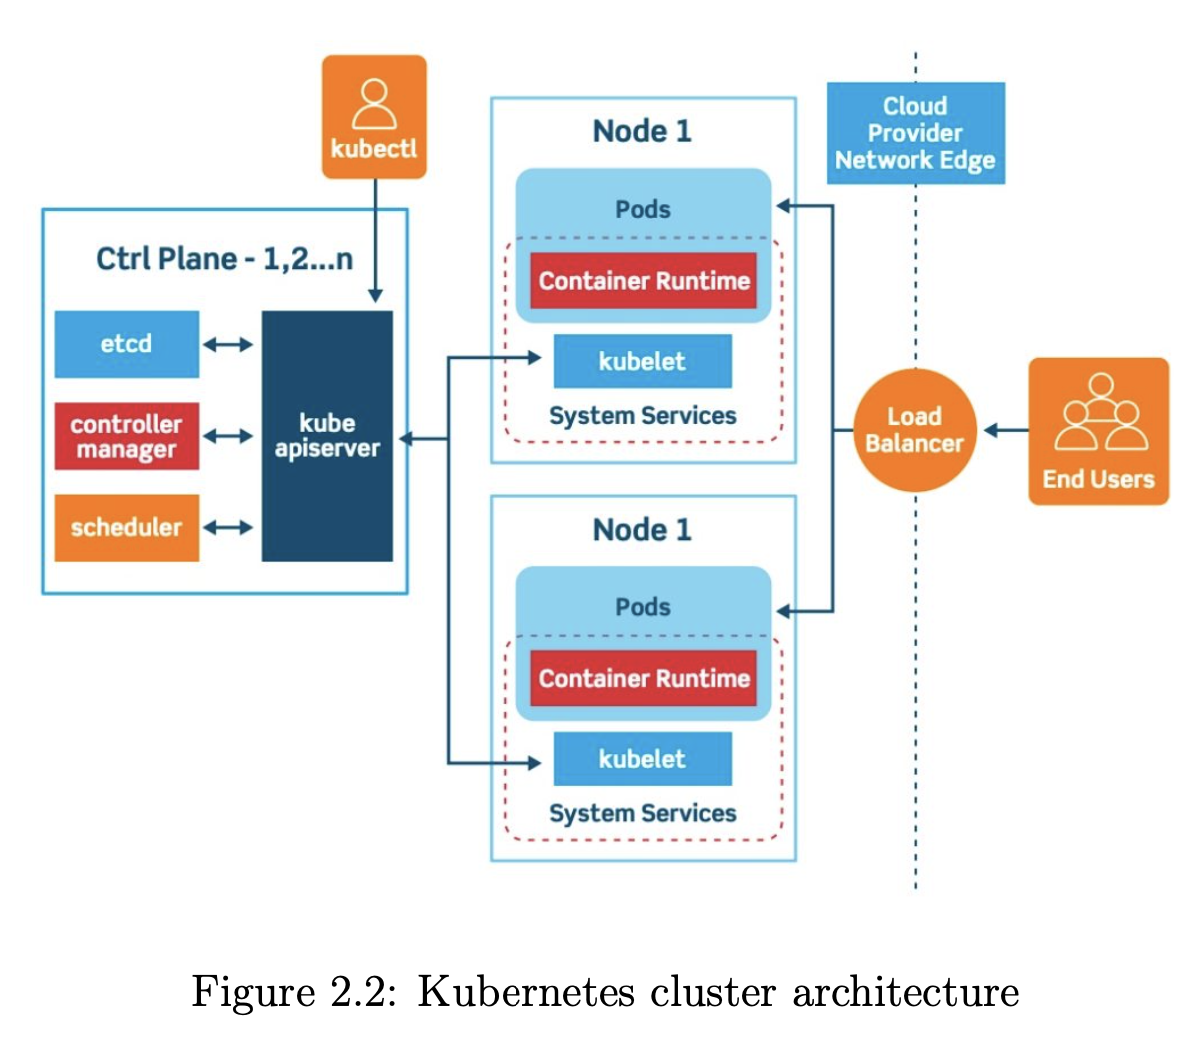 kubectl
Ctrl Plane - 1,2...n
etcd
controller
manager
scheduler
kube
apiserver
Node 1
Pods
Container Runtime
kubelet
System Services
Node 1
Pods
Container Runtime
kubelet
System Services
Cloud
Provider
Network Edge
Load
Balancer
End Users
Figure 2.2: Kubernetes cluster architecture